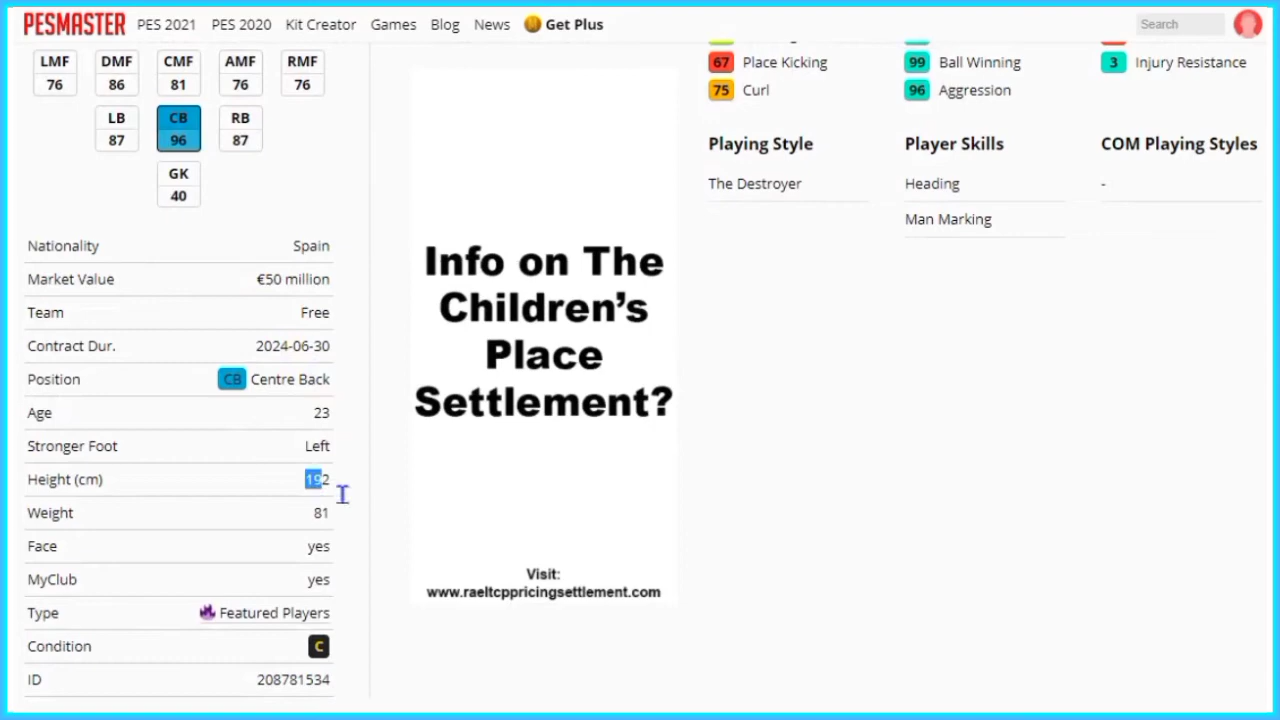 PESMASTER PES 2021 PES 2020 Kit Creator Games Blog News Get Plus Search
LMF DMF CMF AMF RMF
76 86 81 76 76
LB CB RB
87 96 87
GK
40
Nationality Spain
Market Value €50 million
Team Free
Contract Dur. 2024-06-30
Position CB Centre Back
Age 23
Stronger Foot Left
Height (cm) 192
Weight 81
Face yes
MyClub yes
Type Featured Players
Condition C
ID 208781534
Info on The
Children’s
Place
Settlement?
Visit:
www.raeltcppricingsettlement.com
67 Place Kicking 99 Ball Winning 3 Injury Resistance
75 Curl 96 Aggression
Playing Style Player Skills COM Playing Styles
The Destroyer Heading -
Man Marking